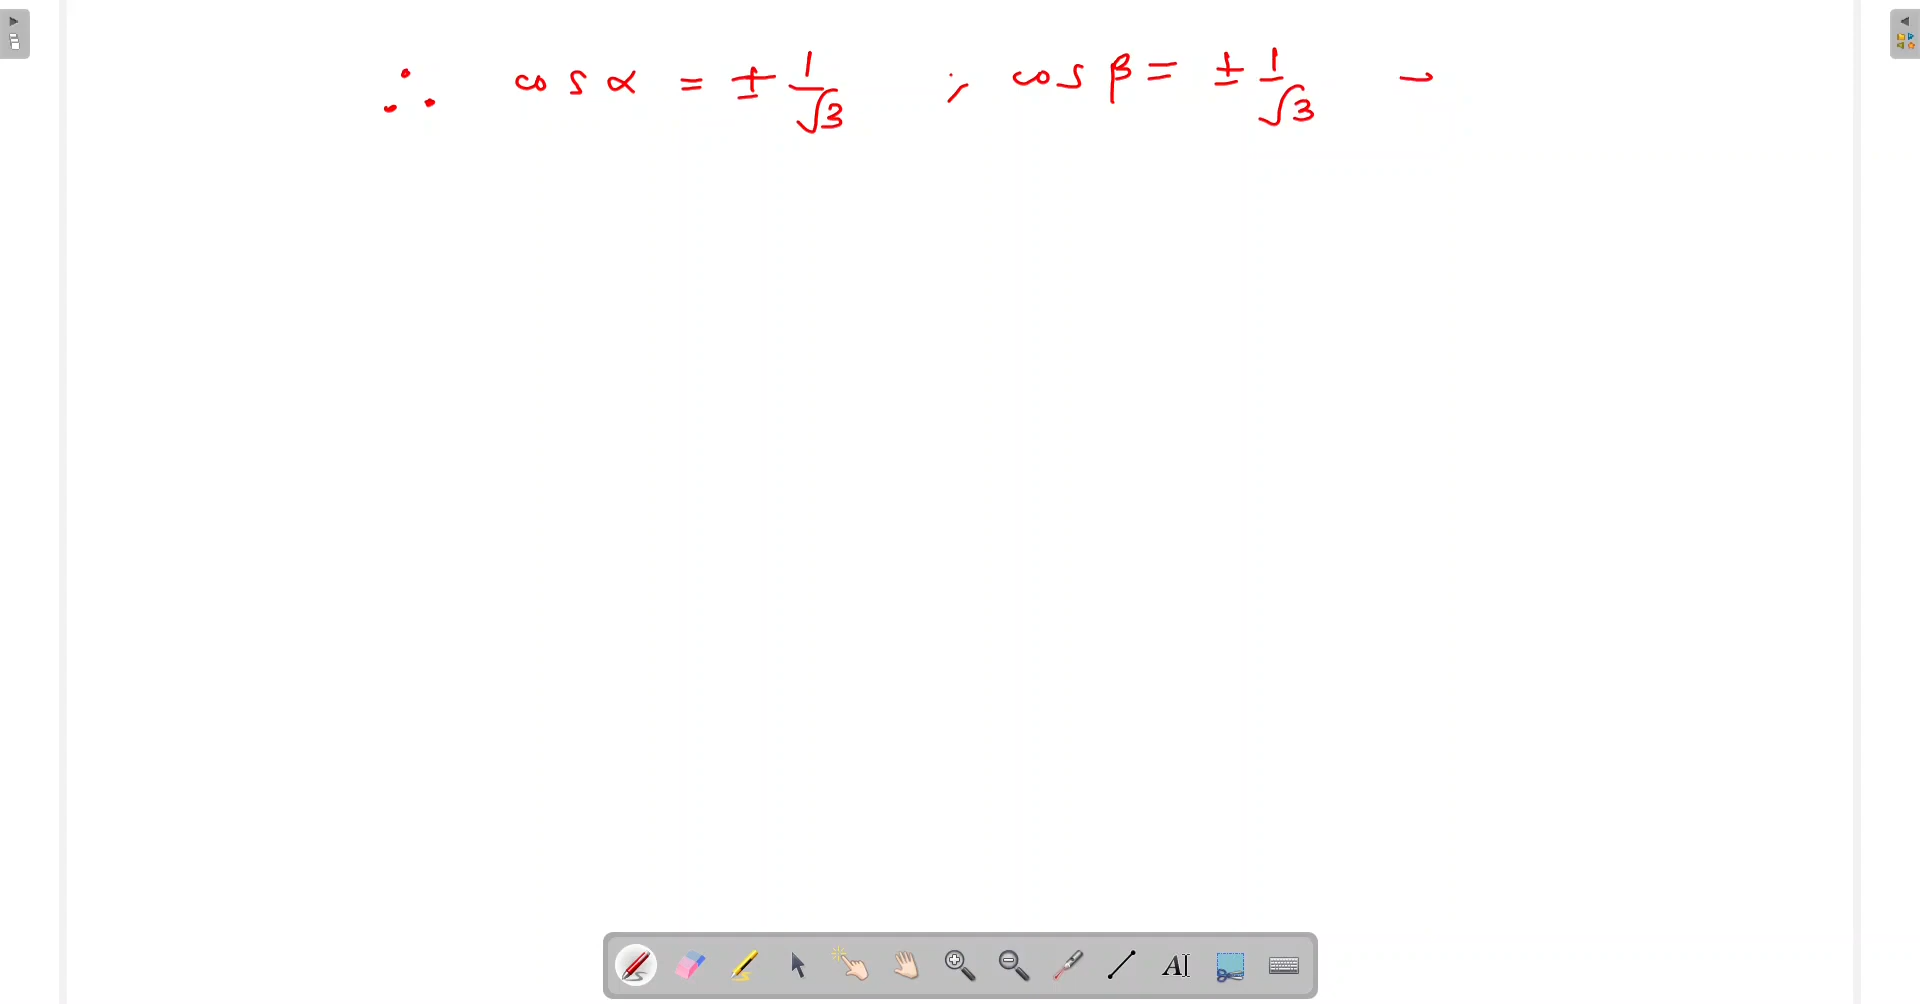 ∴ cos α = ± 1/√3 ; cos β = ± 1/√3 →